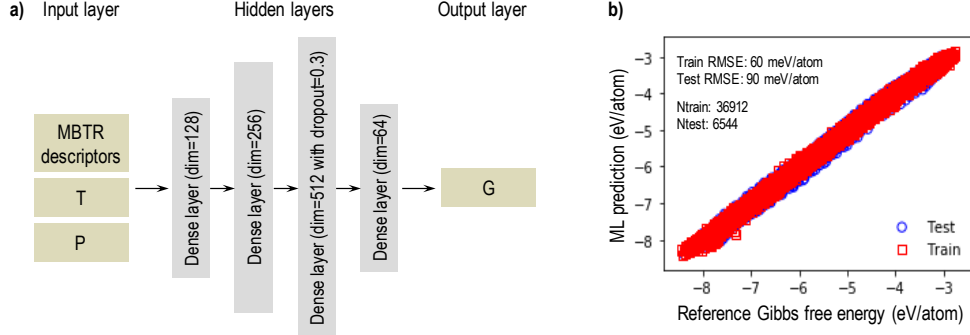 a)
Input layer
Hidden layers
Output layer
MBTR
descriptors
T
P
Dense layer (dim=128)
Dense layer (dim=256)
Dense layer (dim=512 with dropout=0.3)
Dense layer (dim=64)
G
b)
Train RMSE: 60 meV/atom
Test RMSE: 90 meV/atom
Ntrain: 36912
Ntest: 6544
ML prediction (eV/atom)
−3
−4
−5
−6
−7
−8
Test
Train
−8 −7 −6 −5 −4 −3
Reference Gibbs free energy (eV/atom)